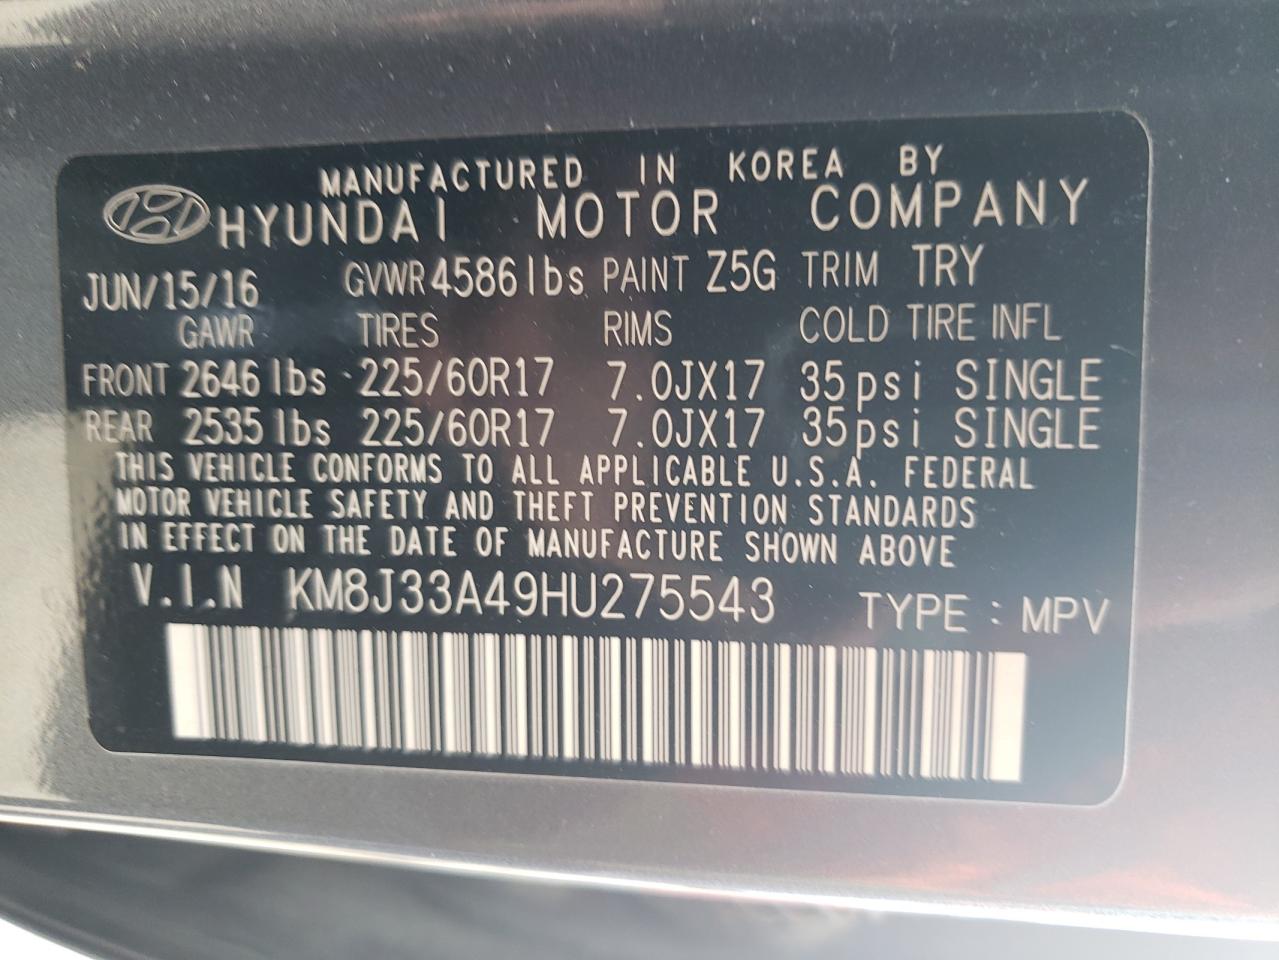 MANUFACTURED IN KOREA BY
HYUNDAI MOTOR COMPANY
JUN/15/16 GVWR 4586 lbs PAINT Z5G TRIM TRY
GAWR TIRES RIMS COLD TIRE INFL
FRONT 2646 lbs 225/60R17 7.0JX17 35psi SINGLE
REAR 2535 lbs 225/60R17 7.0JX17 35psi SINGLE
THIS VEHICLE CONFORMS TO ALL APPLICABLE U.S.A. FEDERAL
MOTOR VEHICLE SAFETY AND THEFT PREVENTION STANDARDS
IN EFFECT ON THE DATE OF MANUFACTURE SHOWN ABOVE
V.I.N KM8J33A49HU275543 TYPE : MPV